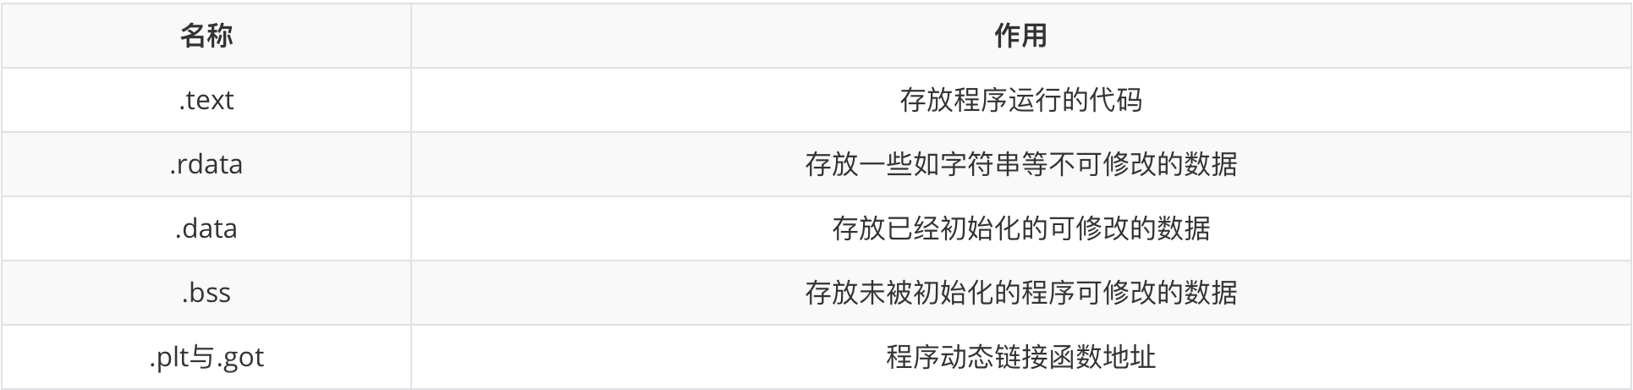 名称 作用
.text 存放程序运行的代码
.rdata 存放一些如字符串等不可修改的数据
.data 存放已经初始化的可修改的数据
.bss 存放未被初始化的程序可修改的数据
.plt与.got 程序动态链接函数地址